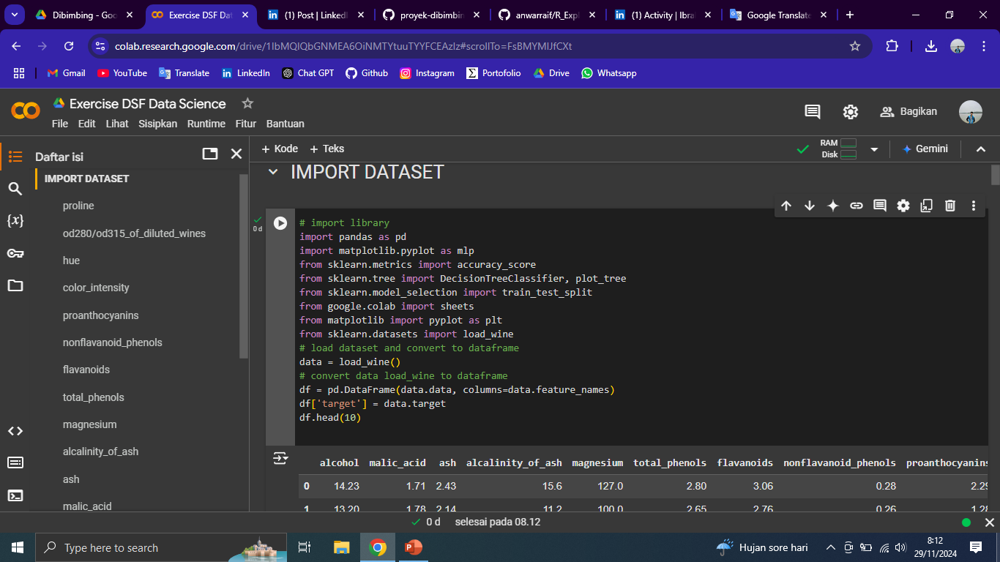 Dibimbing - Goo
Exercise DSF Dat
(1) Post | LinkedI
proyek-dibimbin
anwarraif/R_Expl
(1) Activity | Ibra
Google Translate
colab.research.google.com/drive/1IbMQIQbGNMEA6OiNMTYtuuTYYFCEAzIz#scrollTo=FsBMYMIJfCXt
Gmail
YouTube
Translate
LinkedIn
Chat GPT
Github
Instagram
Portofolio
Drive
Whatsapp
Exercise DSF Data Science
File Edit Lihat Sisipkan Runtime Fitur Bantuan
Bagikan
Daftar isi
IMPORT DATASET
proline
od280/od315_of_diluted_wines
hue
color_intensity
proanthocyanins
nonflavanoid_phenols
flavanoids
total_phenols
magnesium
alcalinity_of_ash
ash
malic_acid
+ Kode + Teks
RAM
Disk
Gemini
IMPORT DATASET
0 d
# import library
import pandas as pd
import matplotlib.pyplot as mlp
from sklearn.metrics import accuracy_score
from sklearn.tree import DecisionTreeClassifier, plot_tree
from sklearn.model_selection import train_test_split
from google.colab import sheets
from matplotlib import pyplot as plt
from sklearn.datasets import load_wine
# load dataset and convert to dataframe
data = load_wine()
# convert data load_wine to dataframe
df = pd.DataFrame(data.data, columns=data.feature_names)
df['target'] = data.target
df.head(10)
alcohol malic_acid ash alcalinity_of_ash magnesium total_phenols flavanoids nonflavanoid_phenols proanthocyanins
0 14.23 1.71 2.43 15.6 127.0 2.80 3.06 0.28 2.29
1 13.20 1.78 2.14 11.2 100.0 2.65 2.76 0.26 1.28
0 d selesai pada 08.12
Type here to search
Hujan sore hari
8:12
29/11/2024